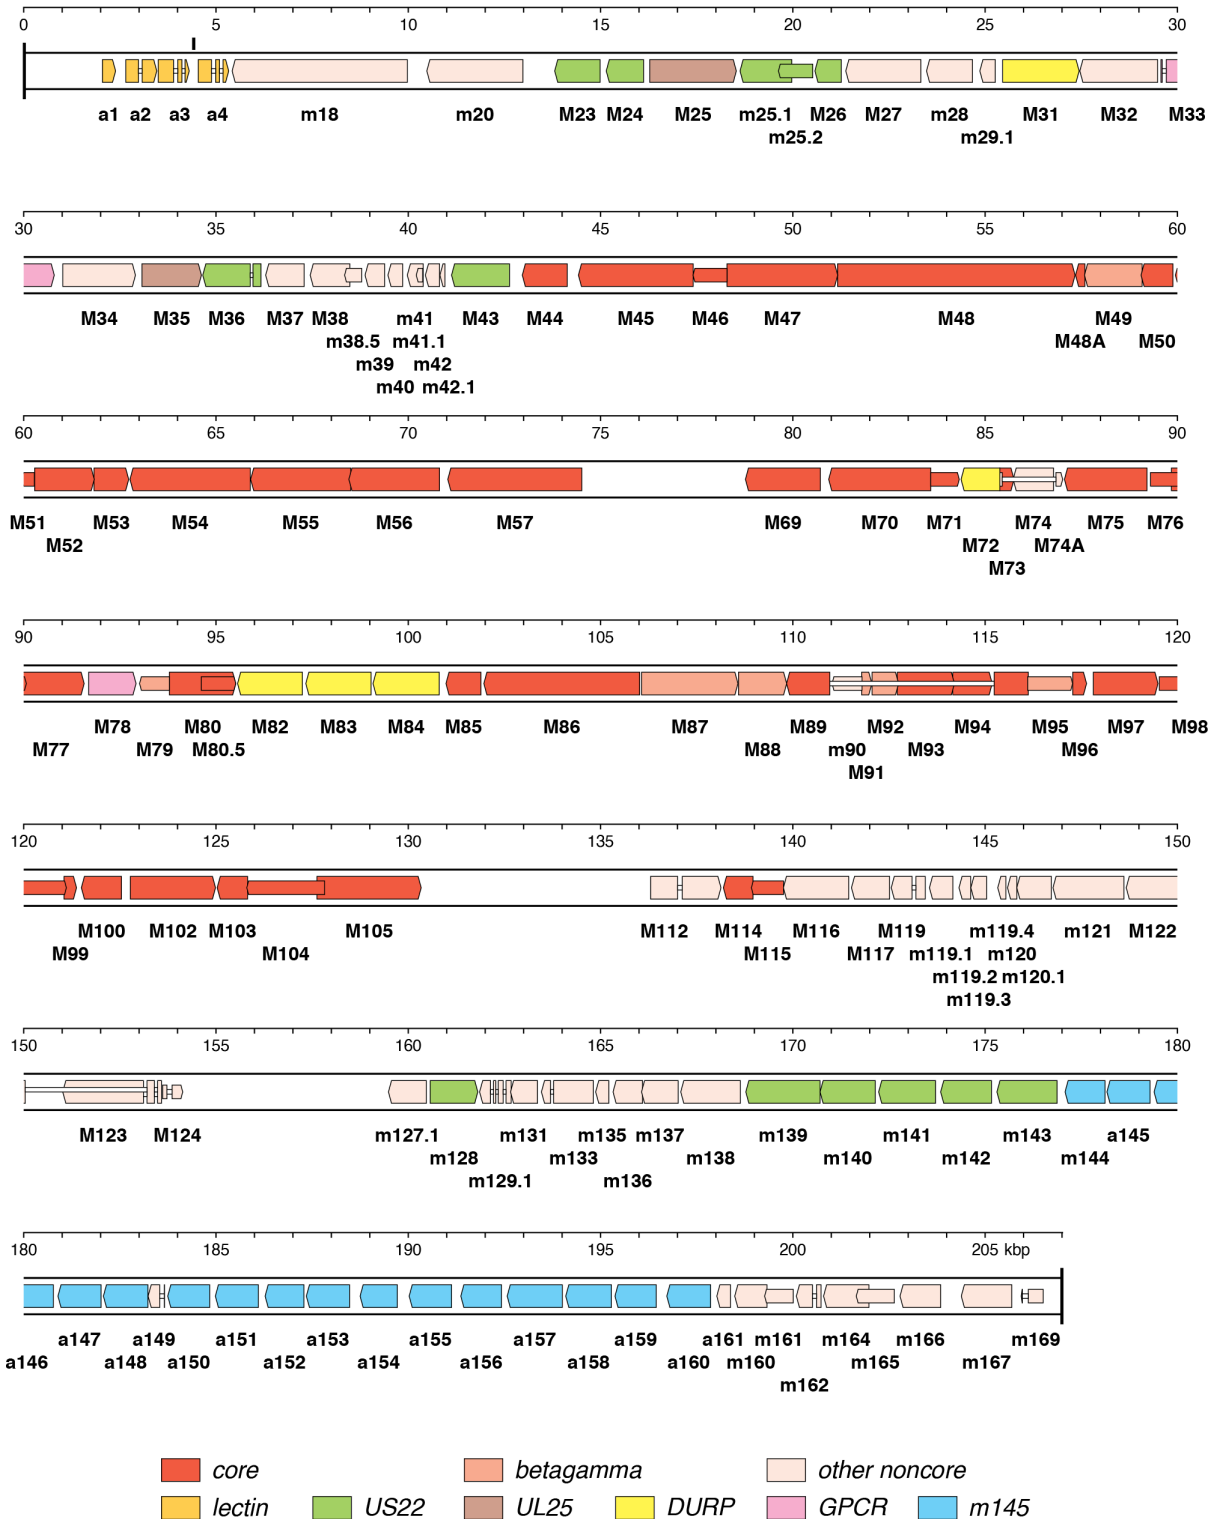 0 5 10 15 20 25 30
a1 a2 a3 a4 m18 m20 M23 M24 M25 m25.1 M26 M27 m28 M31 M32 M33
m25.2 m29.1
30 35 40 45 50 55 60
M34 M35 M36 M37 M38 m41 M43 M44 M45 M46 M47 M48 M49
m38.5 m41.1 M48A M50
m39 m42
m40 m42.1
60 65 70 75 80 85 90
M51 M53 M54 M55 M56 M57 M69 M70 M71 M74 M75 M76
M52 M72 M74A
M73
90 95 100 105 110 115 120
M78 M80 M82 M83 M84 M85 M86 M87 M89 M92 M94 M95 M97 M98
M77 M79 M80.5 M88 m90 M93 M96
M91
120 125 130 135 140 145 150
M100 M102 M103 M105 M112 M114 M116 M119 m119.4 m121 M122
M99 M104 M115 M117 m119.1 m120
m119.2 m120.1
m119.3
150 155 160 165 170 175 180
M123 M124 m127.1 m131 m135 m137 m139 m141 m143 a145
m128 m133 m138 m140 m142 m144
m129.1 m136
180 185 190 195 200 205 kbp
a147 a149 a151 a153 a155 a157 a159 a161 m161 m164 m166 m169
a146 a148 a150 a152 a154 a156 a158 a160 m160 m165 m167
m162
core betagamma other noncore
lectin US22 UL25 DURP GPCR m145